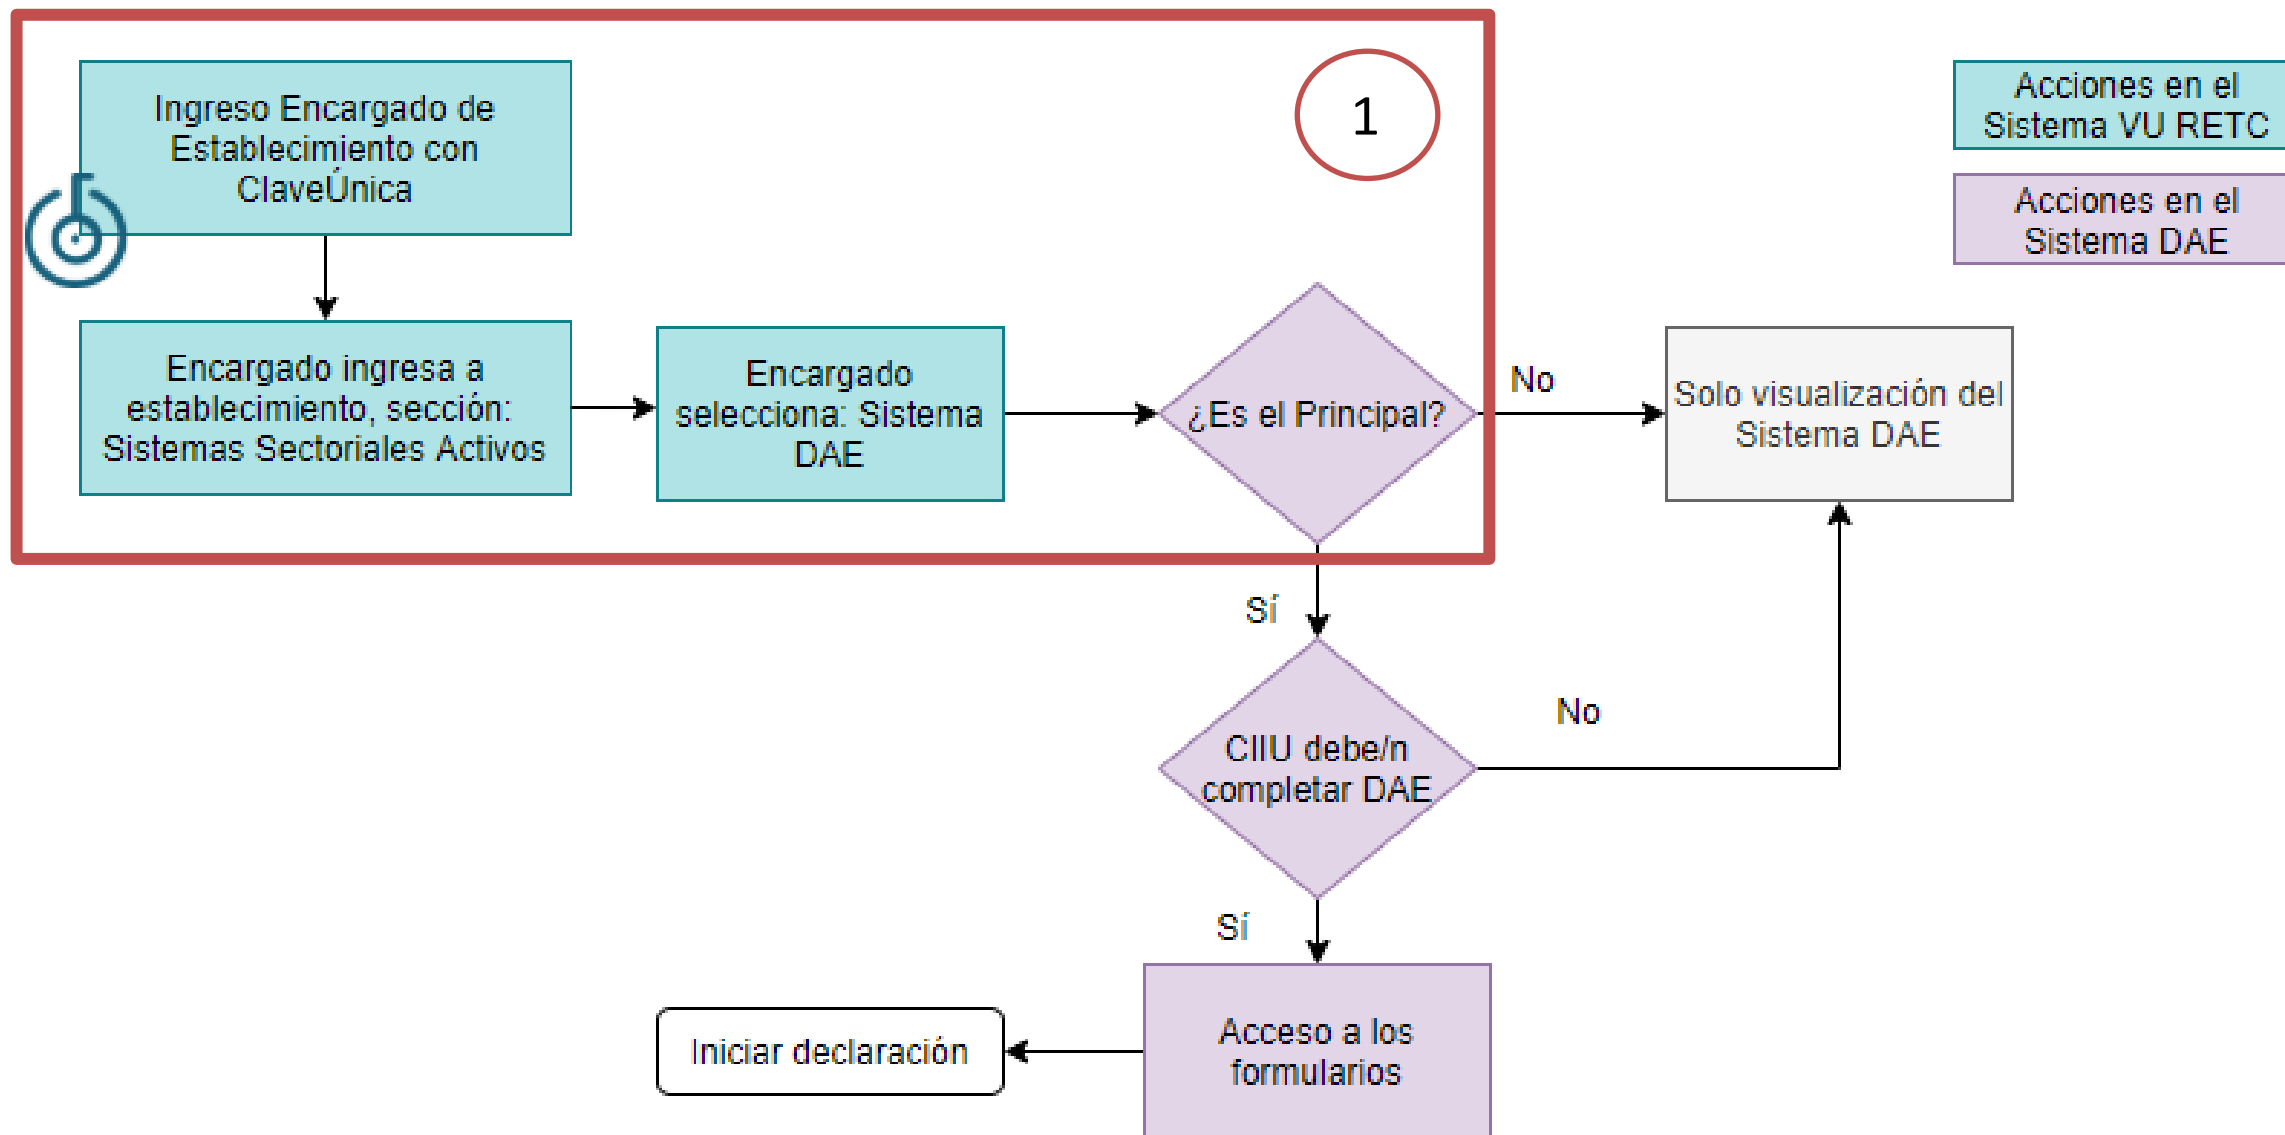 Ingreso Encargado de
Establecimiento con
ClaveÚnica
1
Acciones en el
Sistema VU RETC
Acciones en el
Sistema DAE
Encargado ingresa a
establecimiento, sección:
Sistemas Sectoriales Activos
Encargado
selecciona: Sistema
DAE
¿Es el Principal?
No
Solo visualización del
Sistema DAE
Sí
CIIU debe/n
completar DAE
No
Sí
Acceso a los
formularios
Iniciar declaración